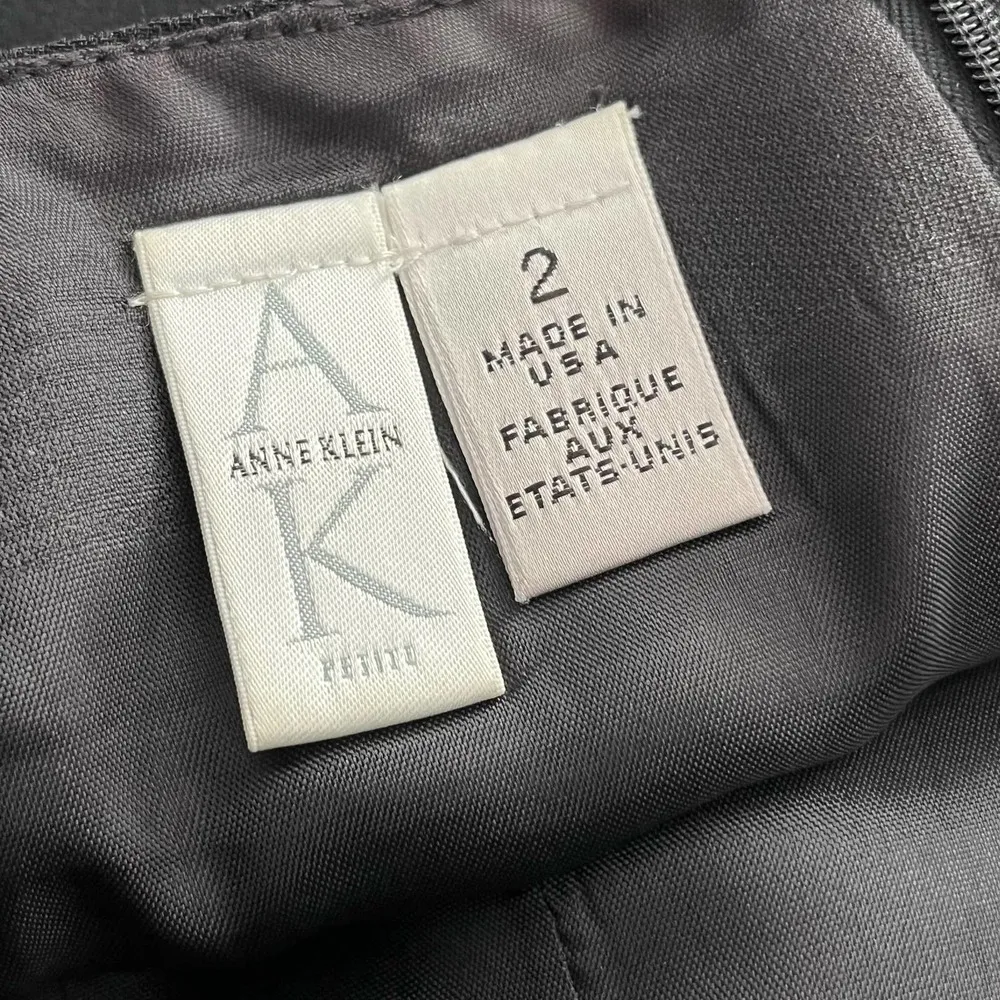 A
ANNE KLEIN
K
PETITE
2
MADE IN
USA
FABRIQUE
AUX
ETATS-UNIS